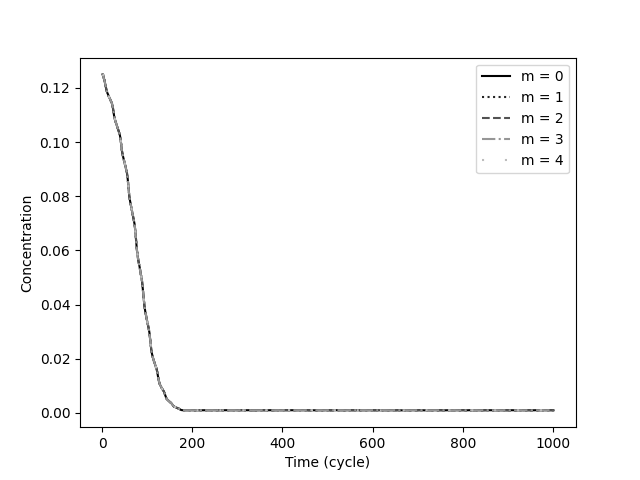 m = 0
m = 1
m = 2
m = 3
m = 4
0.12
0.10
0.08
0.06
0.04
0.02
0.00
Concentration
0 200 400 600 800 1000
Time (cycle)